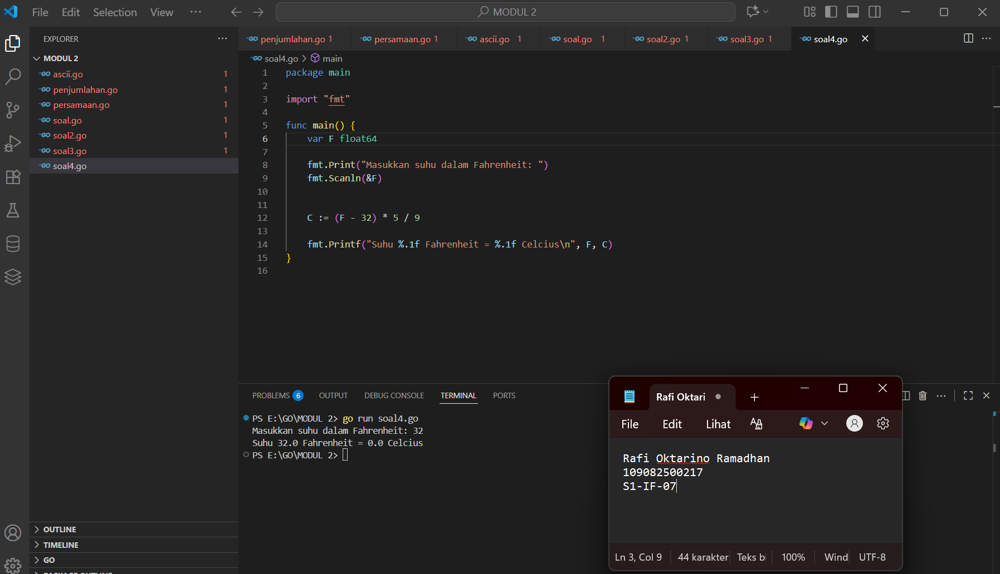 File Edit Selection View ···
MODUL 2
EXPLORER
MODUL 2
ascii.go 1
penjumlahan.go 1
persamaan.go 1
soal.go 1
soal2.go 1
soal3.go 1
soal4.go
OUTLINE
TIMELINE
GO
PACKAGE OUTLINE
penjumlahan.go 1 persamaan.go 1 ascii.go 1 soal.go 1 soal2.go 1 soal3.go 1 soal4.go
soal4.go > main
1 package main
2
3 import "fmt"
4
5 func main() {
6 var F float64
7
8 fmt.Print("Masukkan suhu dalam Fahrenheit: ")
9 fmt.Scanln(&F)
10
11
12 C := (F - 32) * 5 / 9
13
14 fmt.Printf("Suhu %.1f Fahrenheit = %.1f Celcius\n", F, C)
15 }
16
PROBLEMS 6 OUTPUT DEBUG CONSOLE TERMINAL PORTS
PS E:\GO\MODUL 2> go run soal4.go
Masukkan suhu dalam Fahrenheit: 32
Suhu 32.0 Fahrenheit = 0.0 Celcius
PS E:\GO\MODUL 2>
Rafi Oktari
File Edit Lihat
Rafi Oktarino Ramadhan
109082500217
S1-IF-07
Ln 3, Col 9 44 karakter Teks bi 100% Wind UTF-8